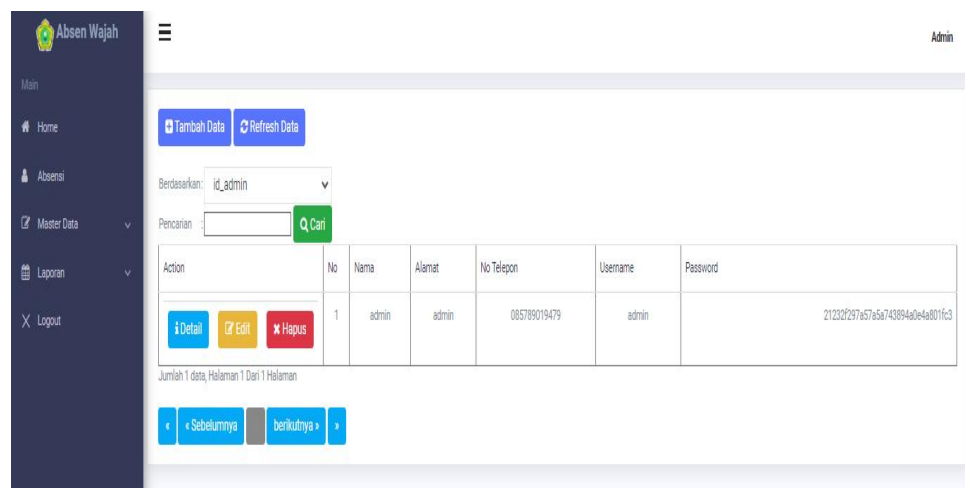 Absen Wajah
Admin
Main
Home
Absensi
Master Data
Laporan
Logout
Tambah Data
Refresh Data
Berdasarkan: id_admin
Pencarian : Cari
Action No Nama Alamat No Telepon Username Password
Detail Edit Hapus 1 admin admin 085789019479 admin 21232f297a57a5a743894a0e4a801fc3
Jumlah 1 data, Halaman 1 Dari 1 Halaman
« « Sebelumnya berikutnya » »